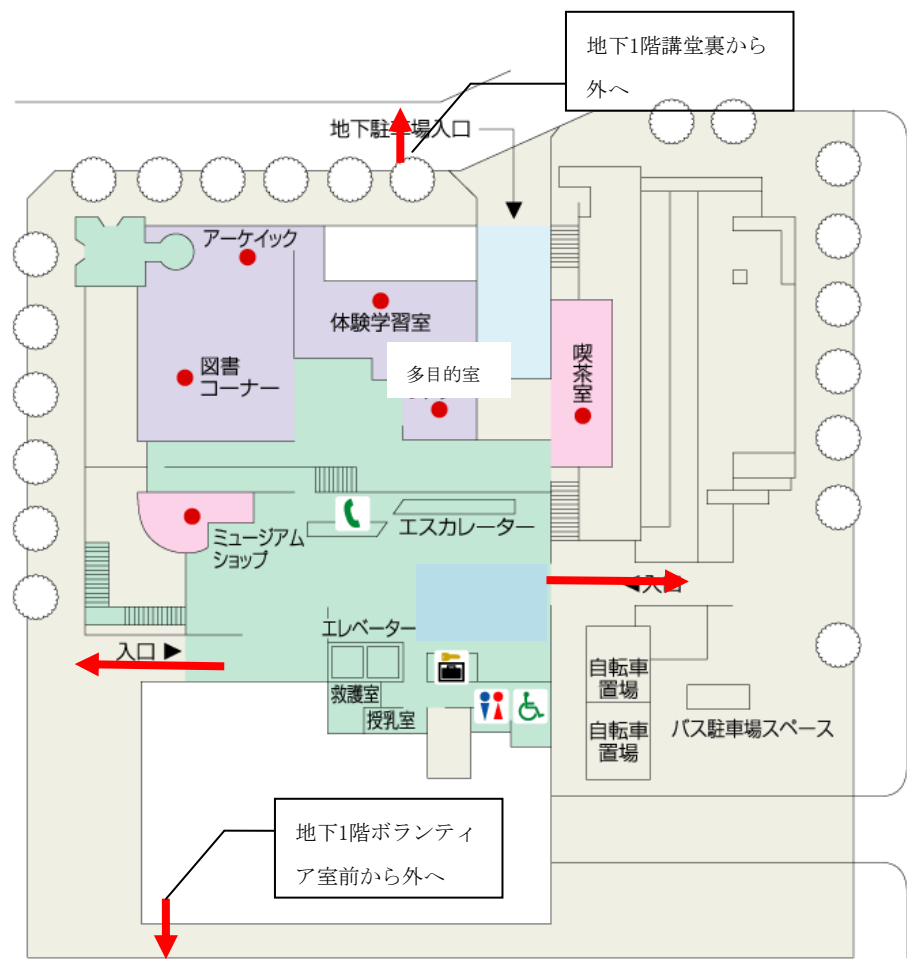 地下1階講堂裏から
外へ
地下駐車場入口
アーケイック
体験学習室
図書
コーナー
多目的室
喫茶室
ミュージアム
ショップ
エスカレーター
◀入口
エレベーター
入口 ▶
救護室
授乳室
自転車
置場
自転車
置場
バス駐車場スペース
地下1階ボランティ
ア室前から外へ